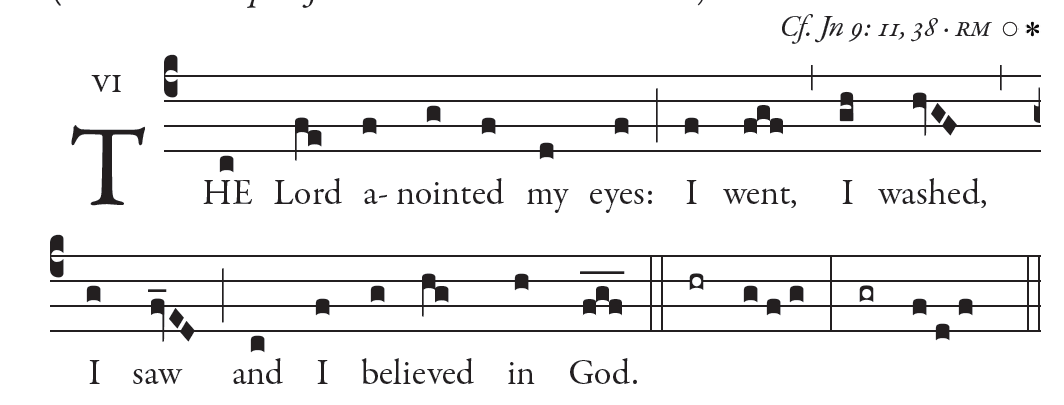 Cf. Jn 9: 11, 38 · RM ○ *
VI
THE Lord a- nointed my eyes: I went, I washed,
I saw and I believed in God.